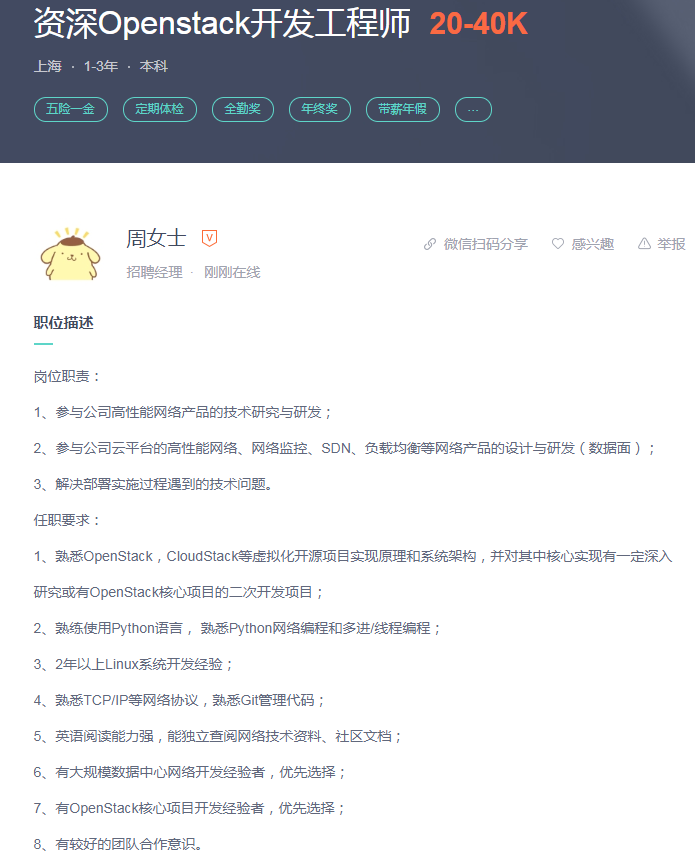 资深Openstack开发工程师 20-40K
上海 · 1-3年 · 本科
五险一金 定期体检 全勤奖 年终奖 带薪年假 ...
周女士 V
微信扫码分享 感兴趣 举报
招聘经理 · 刚刚在线
职位描述
岗位职责：
1、参与公司高性能网络产品的技术研究与研发；
2、参与公司云平台的高性能网络、网络监控、SDN、负载均衡等网络产品的设计与研发（数据面）；
3、解决部署实施过程遇到的技术问题。
任职要求：
1、熟悉OpenStack，CloudStack等虚拟化开源项目实现原理和系统架构，并对其中核心实现有一定深入
研究或有OpenStack核心项目的二次开发项目；
2、熟练使用Python语言， 熟悉Python网络编程和多进/线程编程；
3、2年以上Linux系统开发经验；
4、熟悉TCP/IP等网络协议，熟悉Git管理代码；
5、英语阅读能力强，能独立查阅网络技术资料、社区文档；
6、有大规模数据中心网络开发经验者，优先选择；
7、有OpenStack核心项目开发经验者，优先选择；
8、有较好的团队合作意识。